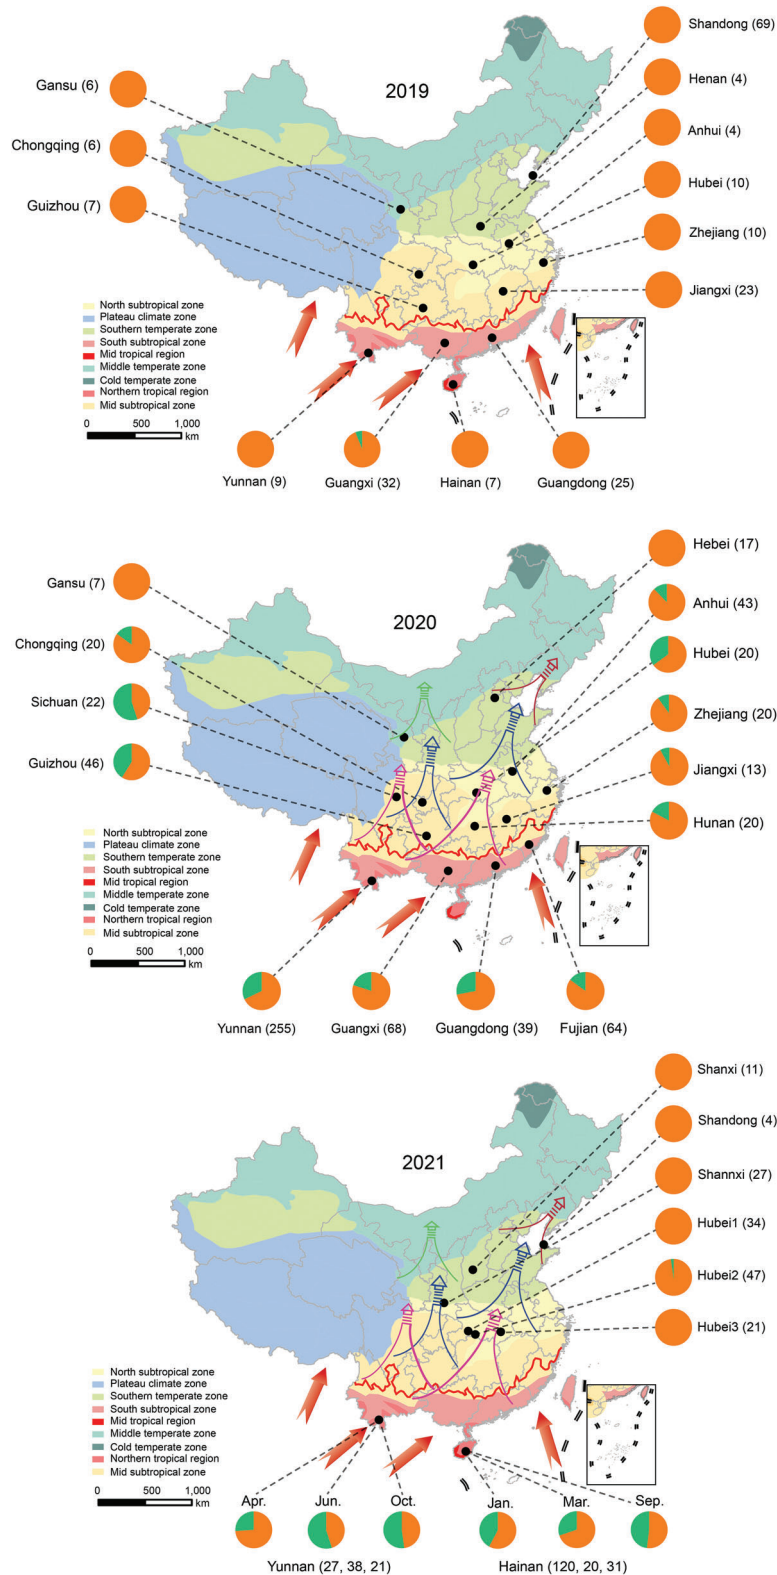 Shandong (69)
2019
Gansu (6)
Henan (4)
Chongqing (6)
Anhui (4)
Hubei (10)
Guizhou (7)
Zhejiang (10)
Jiangxi (23)
North subtropical zone
Plateau climate zone
Southern temperate zone
South subtropical zone
Mid tropical region
Middle temperate zone
Cold temperate zone
Northern tropical region
Mid subtropical zone
0 500 1,000
km
Yunnan (9)
Guangxi (32)
Hainan (7)
Guangdong (25)
Hebei (17)
Gansu (7)
2020
Anhui (43)
Chongqing (20)
Hubei (20)
Sichuan (22)
Zhejiang (20)
Guizhou (46)
Jiangxi (13)
Hunan (20)
North subtropical zone
Plateau climate zone
Southern temperate zone
South subtropical zone
Mid tropical region
Middle temperate zone
Cold temperate zone
Northern tropical region
Mid subtropical zone
0 500 1,000
km
Yunnan (255)
Guangxi (68)
Guangdong (39)
Fujian (64)
Shanxi (11)
Shandong (4)
2021
Shannxi (27)
Hubei1 (34)
Hubei2 (47)
Hubei3 (21)
North subtropical zone
Plateau climate zone
Southern temperate zone
South subtropical zone
Mid tropical region
Middle temperate zone
Cold temperate zone
Northern tropical region
Mid subtropical zone
0 500 1,000
km
Apr. Jun. Oct. Jan. Mar. Sep.
Yunnan (27, 38, 21)
Hainan (120, 20, 31)